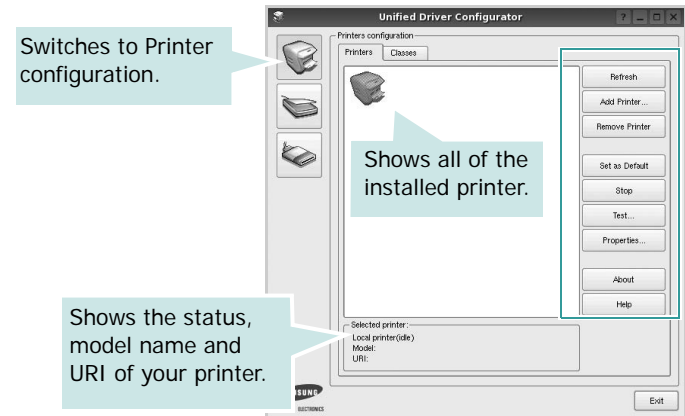 Unified Driver Configurator
Switches to Printer
configuration.
Printers configuration
Printers
Classes
Refresh
Add Printer...
Remove Printer
Shows all of the
installed printer.
Set as Default
Stop
Test...
Properties...
About
Help
Shows the status,
model name and
URI of your printer.
Selected printer:
Local printer(idle)
Model:
URI:
SUNG
ELECTRONICS
Exit